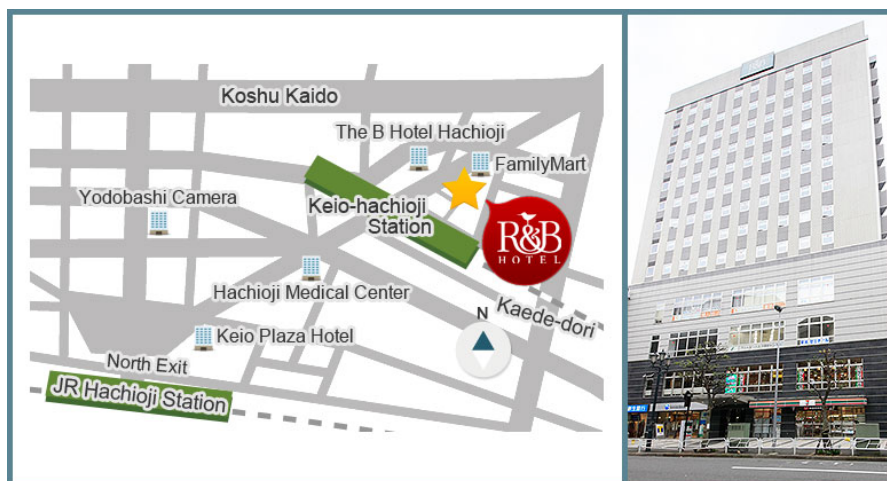 Koshu Kaido
The B Hotel Hachioji
FamilyMart
Yodobashi Camera
Keio-hachioji
Station
R&B
HOTEL
Hachioji Medical Center
Kaede-dori
N
Keio Plaza Hotel
North Exit
JR Hachioji Station